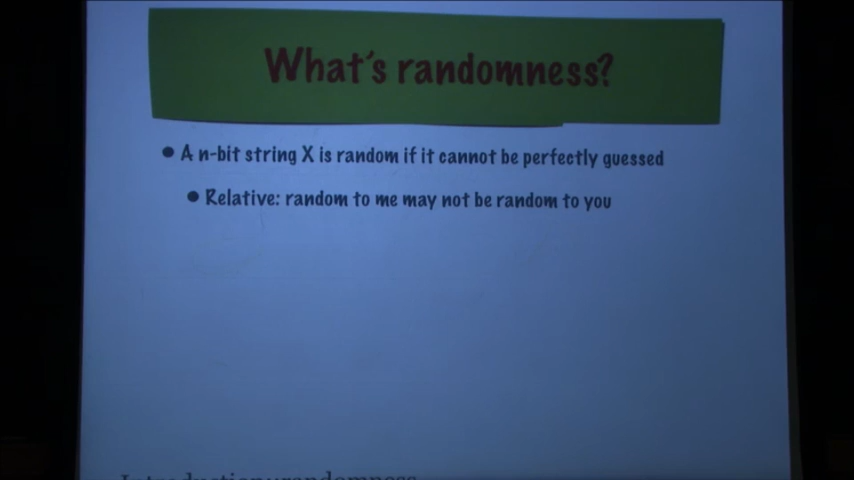 What's randomness?
A n-bit string X is random if it cannot be perfectly guessed
Relative: random to me may not be random to you